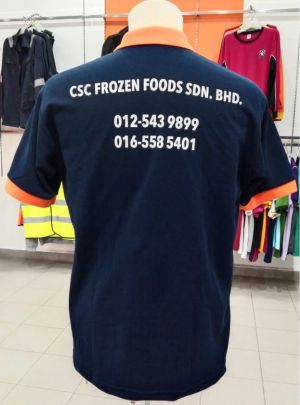 CSC FROZEN FOODS SDN. BHD.
012-543 9899
016-558 5401